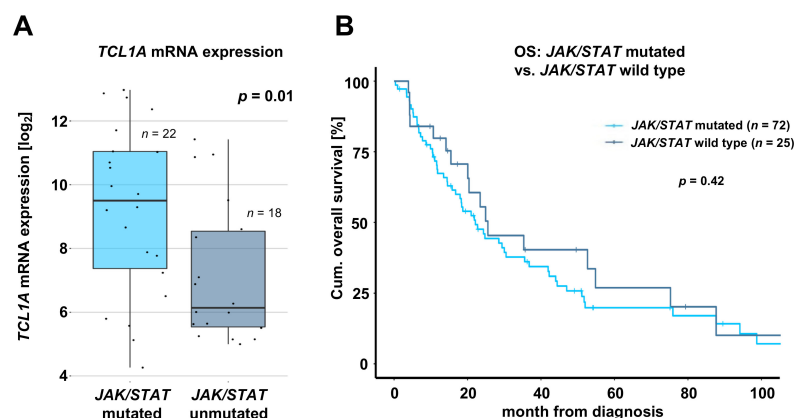 A
TCL1A mRNA expression
p = 0.01
n = 22
n = 18
TCL1A mRNA expression [log2]
12
10
8
6
4
JAK/STAT
mutated
JAK/STAT
unmutated
B
OS: JAK/STAT mutated
vs. JAK/STAT wild type
JAK/STAT mutated (n = 72)
JAK/STAT wild type (n = 25)
p = 0.42
Cum. overall survival [%]
100
75
50
25
0
0
20
40
60
80
100
month from diagnosis